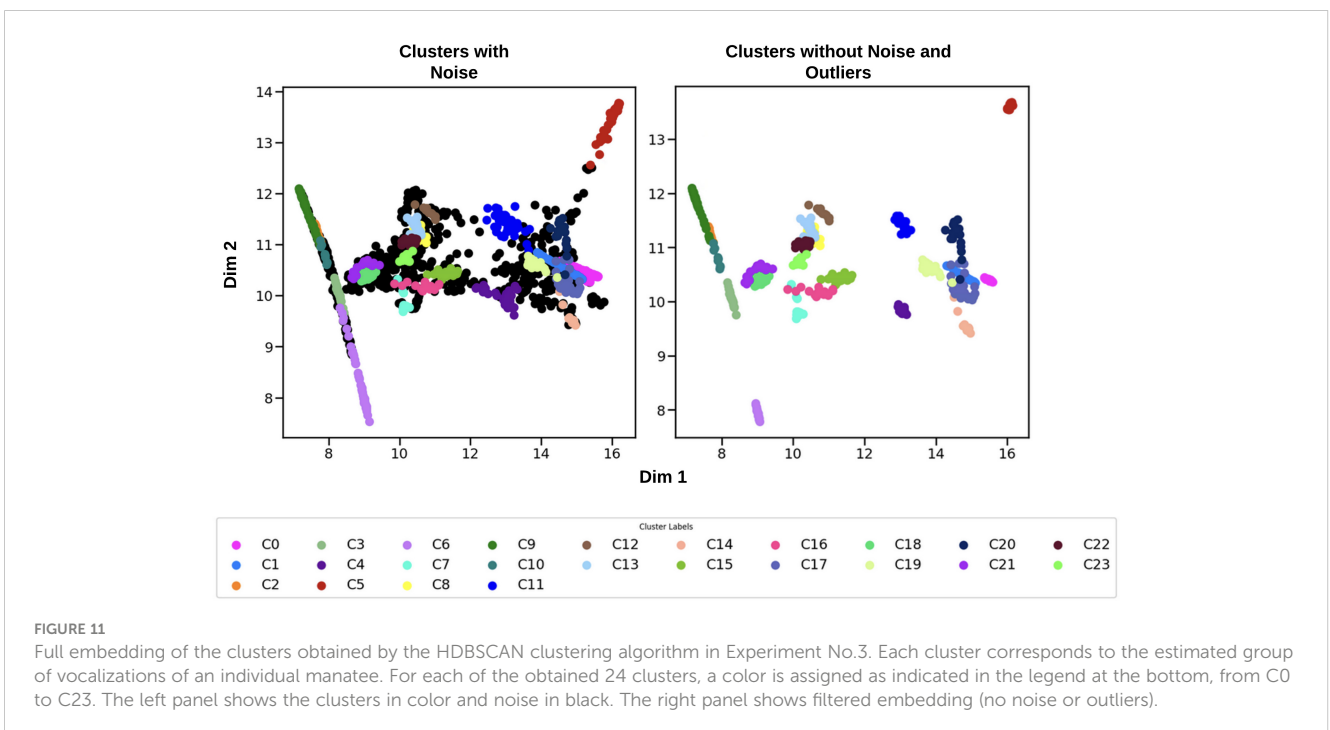 Clusters with
Noise
Clusters without Noise and
Outliers
14
13
12
11
10
9
8
13
12
11
10
9
8
Dim 2
8 10 12 14 16
8 10 12 14 16
Dim 1
Cluster Labels
C0 C3 C6 C9 C12 C14 C16 C18 C20 C22
C1 C4 C7 C10 C13 C15 C17 C19 C21 C23
C2 C5 C8 C11
FIGURE 11
Full embedding of the clusters obtained by the HDBSCAN clustering algorithm in Experiment No.3. Each cluster corresponds to the estimated group
of vocalizations of an individual manatee. For each of the obtained 24 clusters, a color is assigned as indicated in the legend at the bottom, from C0
to C23. The left panel shows the clusters in color and noise in black. The right panel shows filtered embedding (no noise or outliers).